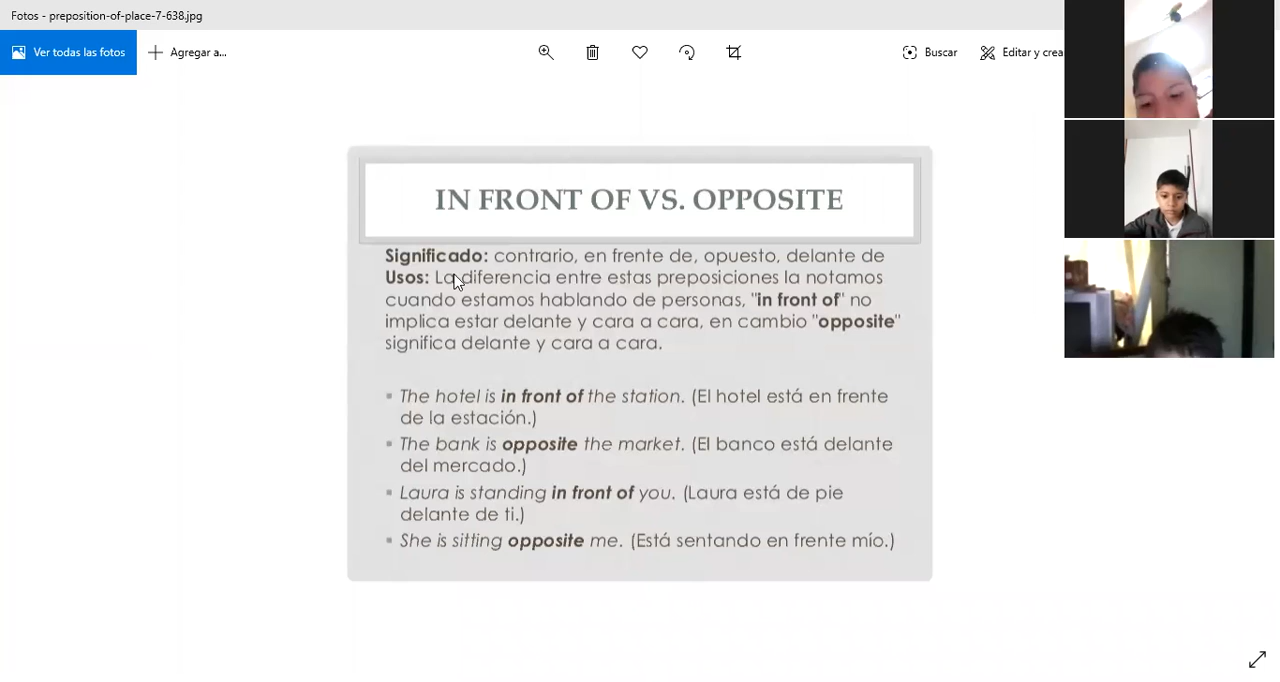 Fotos - preposition-of-place-7-638.jpg
Ver todas las fotos
Agregar a...
Buscar
Editar y crea
IN FRONT OF VS. OPPOSITE
Significado: contrario, en frente de, opuesto, delante de
Usos: La diferencia entre estas preposiciones la notamos
cuando estamos hablando de personas, "in front of" no
implica estar delante y cara a cara, en cambio "opposite"
significa delante y cara a cara.
The hotel is in front of the station. (El hotel está en frente
de la estación.)
The bank is opposite the market. (El banco está delante
del mercado.)
Laura is standing in front of you. (Laura está de pie
delante de ti.)
She is sitting opposite me. (Está sentando en frente mío.)